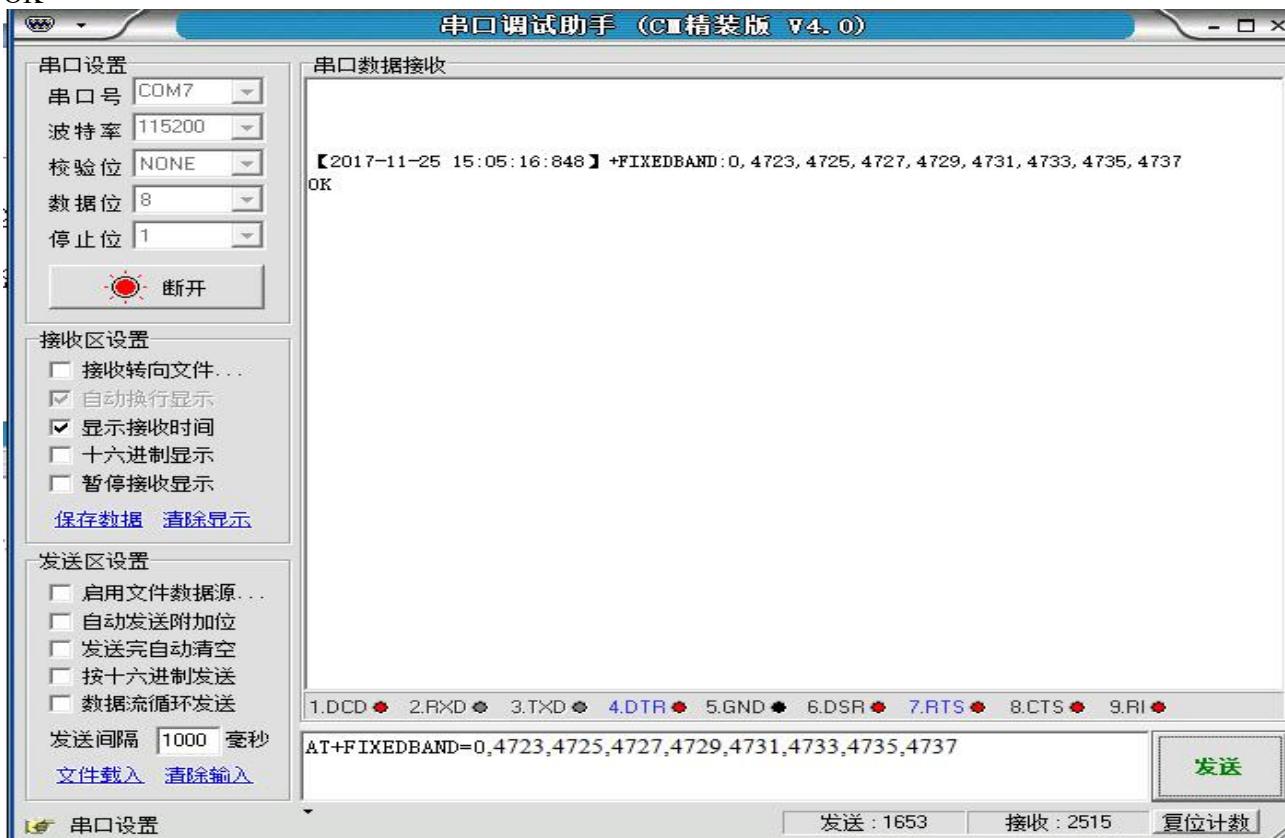 OK
串口调试助手 (CM精装版 V4.0)
串口设置
串口号 COM7
波特率 115200
校验位 NONE
数据位 8
停止位 1
断开
接收区设置
接收转向文件...
自动换行显示
显示接收时间
十六进制显示
暂停接收显示
保存数据 清除显示
发送区设置
启用文件数据源...
自动发送附加位
发送完自动清空
按十六进制发送
数据流循环发送
发送间隔 1000 毫秒
文件载入 清除输入
串口数据接收
【2017-11-25 15:05:16:848】 +FIXEDBAND:0, 4723, 4725, 4727, 4729, 4731, 4733, 4735, 4737
OK
1.DCD 2.RXD 3.TXD 4.DTR 5.GND 6.DSR 7.RTS 8.CTS 9.RI
AT+FIXEDBAND=0,4723,4725,4727,4729,4731,4733,4735,4737
发送
串口设置 发送:1653 接收:2515 复位计数